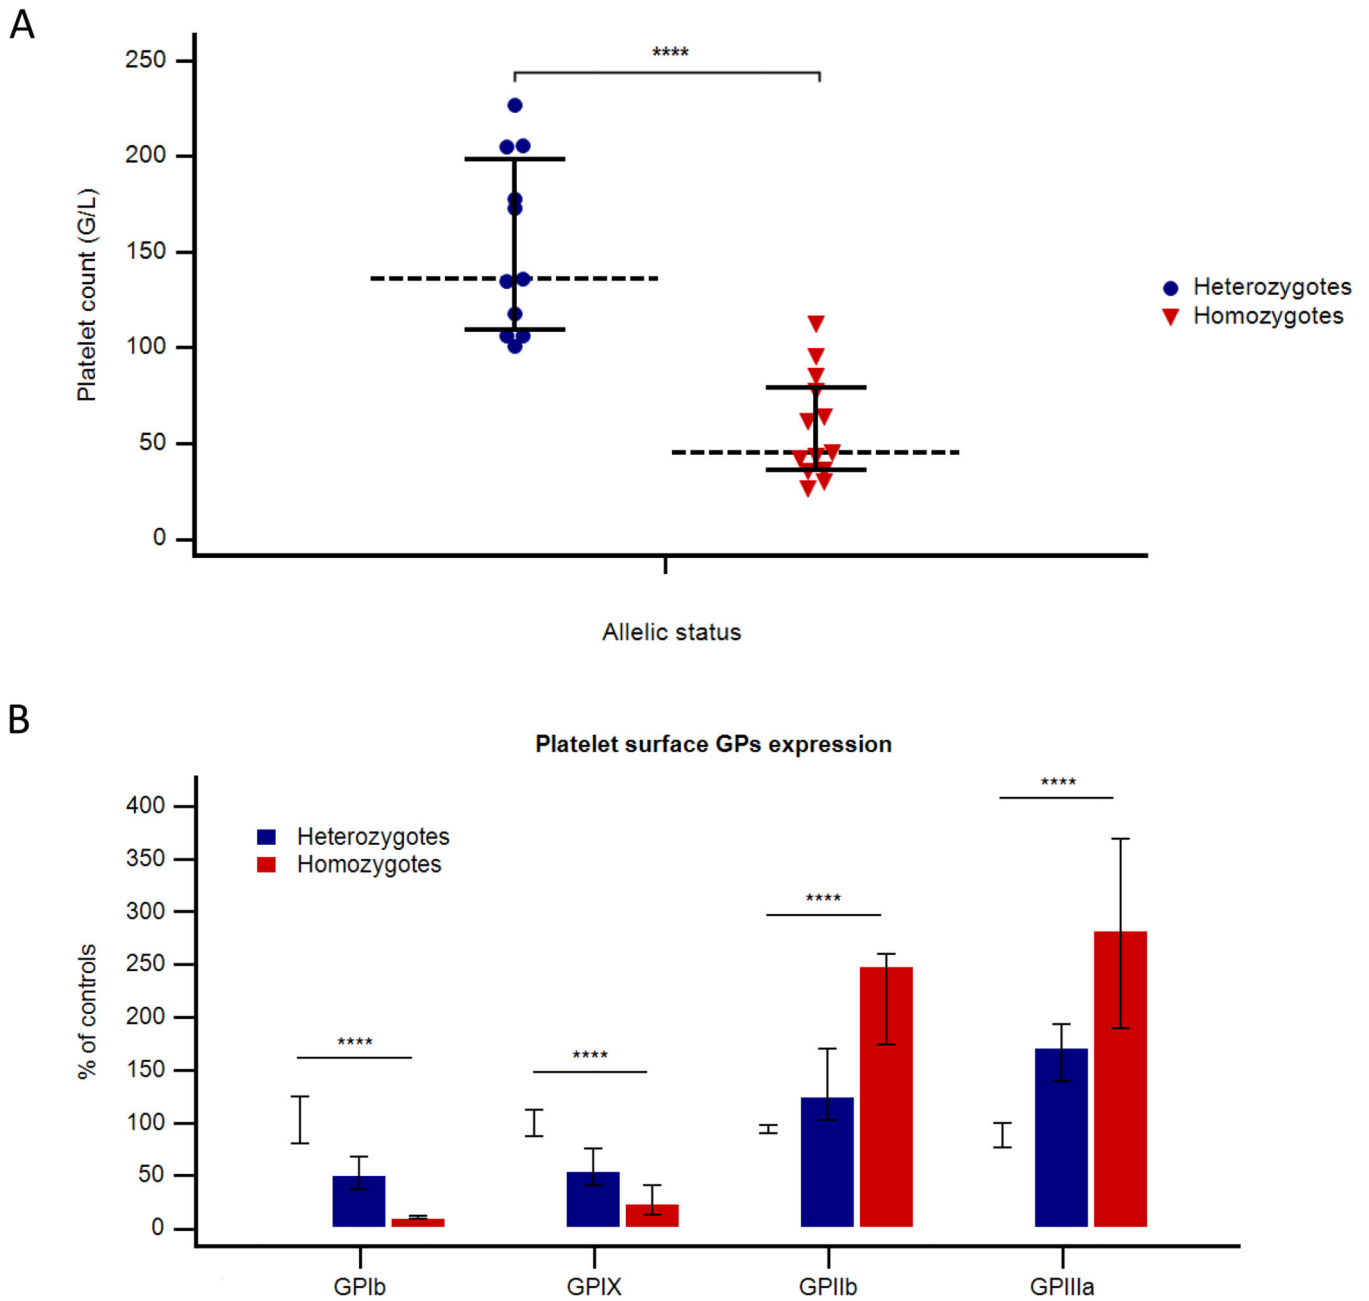 A
****
250
200
150
100
50
0
Platelet count (G/L)
Allelic status
Heterozygotes
Homozygotes
B
Platelet surface GPs expression
400
350
300
250
200
150
100
50
0
% of controls
Heterozygotes
Homozygotes
****
****
****
****
GPIb
GPIX
GPIIb
GPIIIa